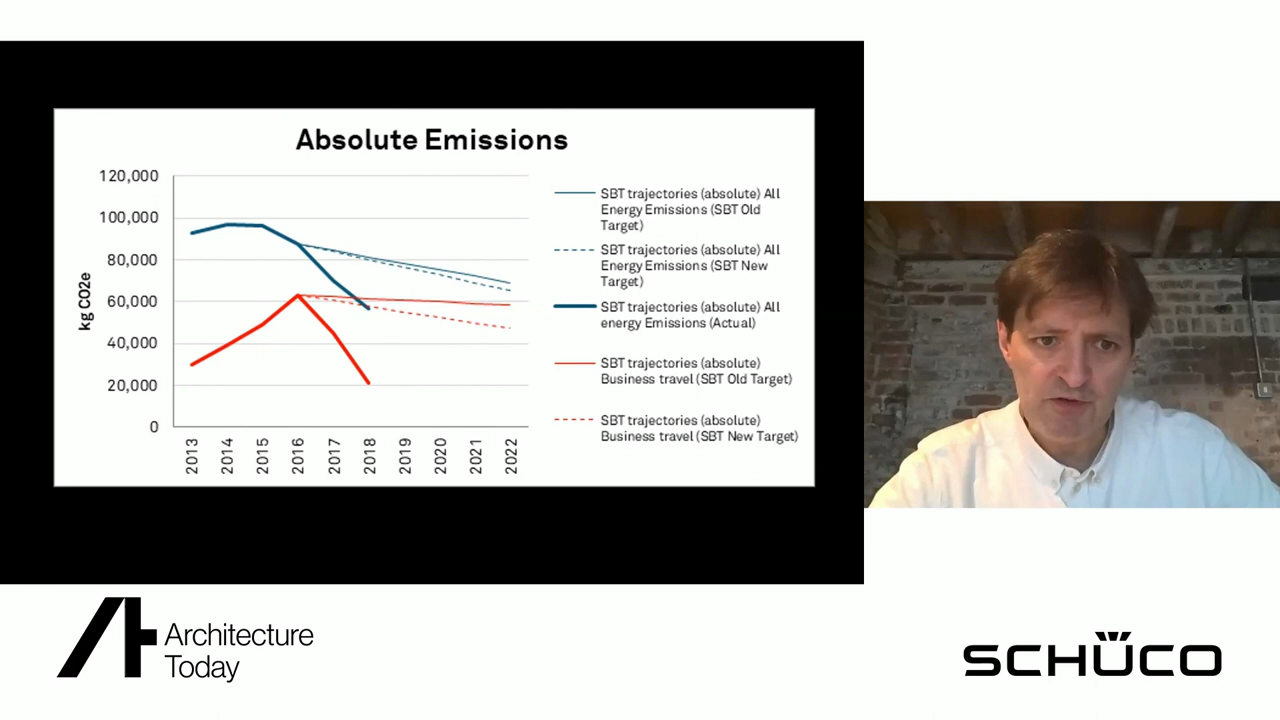 Absolute Emissions
kg CO2e
120,000
100,000
80,000
60,000
40,000
20,000
0
2013
2014
2015
2016
2017
2018
2019
2020
2021
2022
SBT trajectories (absolute) All
Energy Emissions (SBT Old
Target)
SBT trajectories (absolute) All
Energy Emissions (SBT New
Target)
SBT trajectories (absolute) All
energy Emissions (Actual)
SBT trajectories (absolute)
Business travel (SBT Old Target)
SBT trajectories (absolute)
Business travel (SBT New Target)
Architecture
Today
SCHÜCO